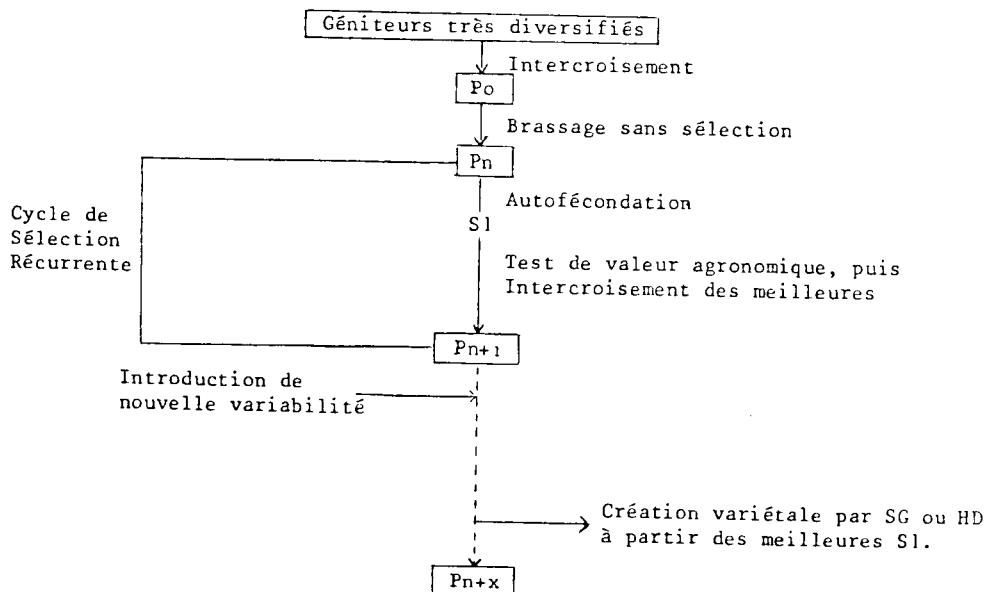 Géniteurs très diversifiés
Intercroisement
Po
Brassage sans sélection
Pn
Autofécondation
S1
Cycle de
Sélection
Récurrente
Test de valeur agronomique, puis
Intercroisement des meilleures
Pn+1
Introduction de
nouvelle variabilité
Création variétale par SG ou HD
à partir des meilleures S1.
Pn+x